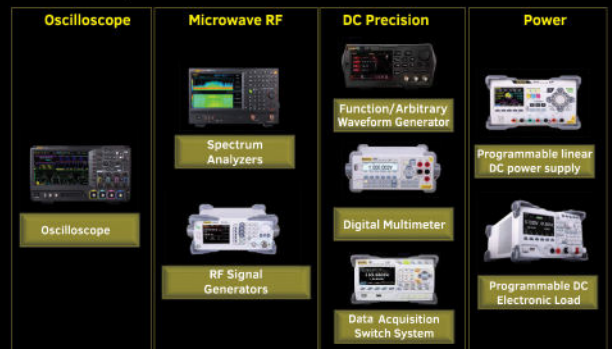 Oscilloscope
Oscilloscope
Microwave RF
Spectrum
Analyzers
RF Signal
Generators
DC Precision
Function/Arbitrary
Waveform Generator
Digital Multimeter
Data Acquisition
Switch System
Power
Programmable linear
DC power supply
Programmable DC
Electronic Load